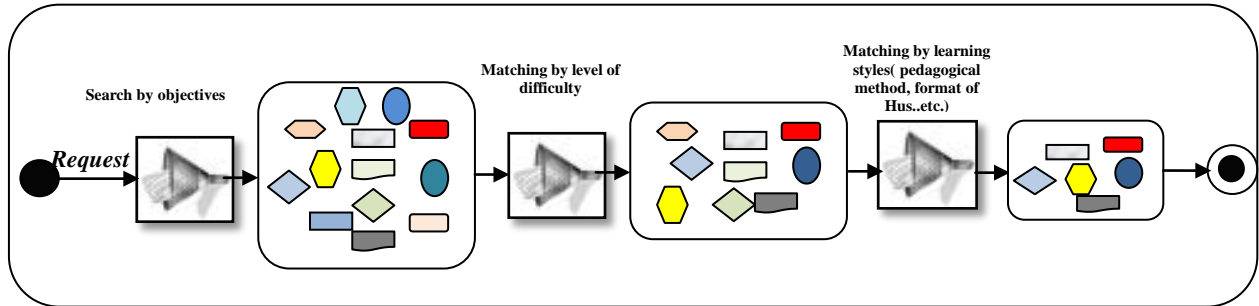 Request
Search by objectives
Matching by level of
difficulty
Matching by learning
styles( pedagogical
method, format of
Hus..etc.)